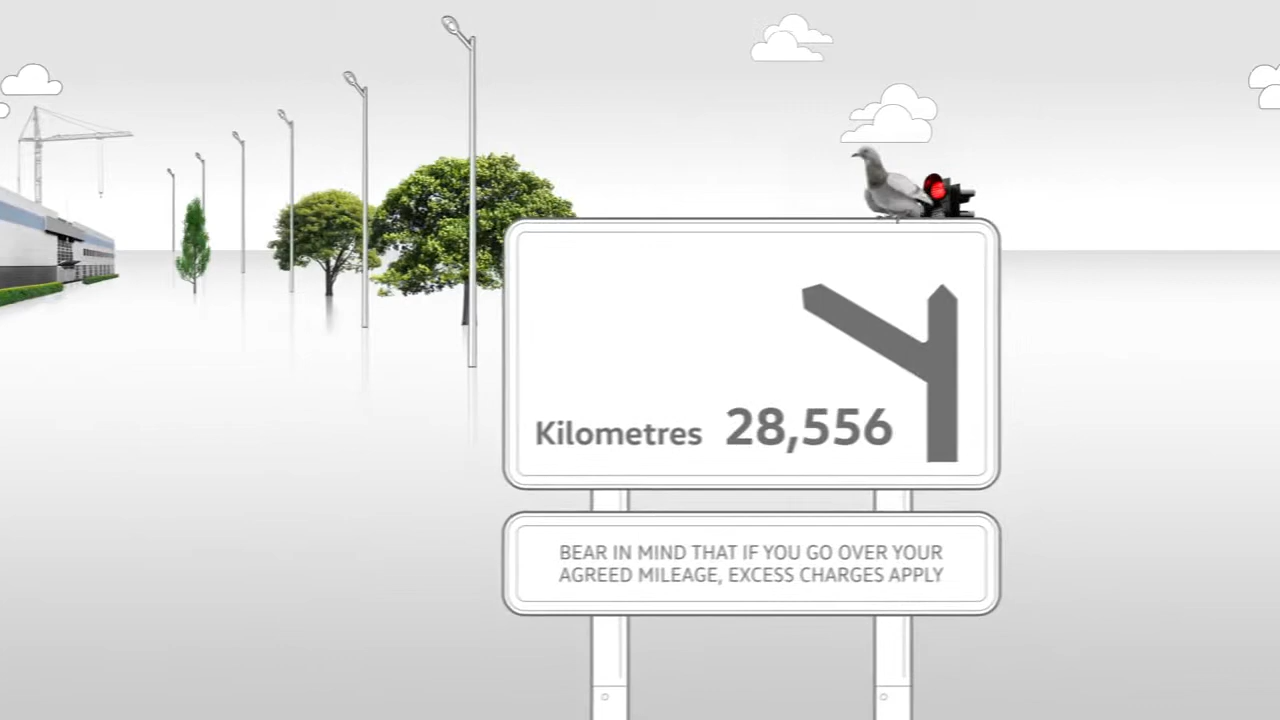 Kilometres 28,556
BEAR IN MIND THAT IF YOU GO OVER YOUR
AGREED MILEAGE, EXCESS CHARGES APPLY